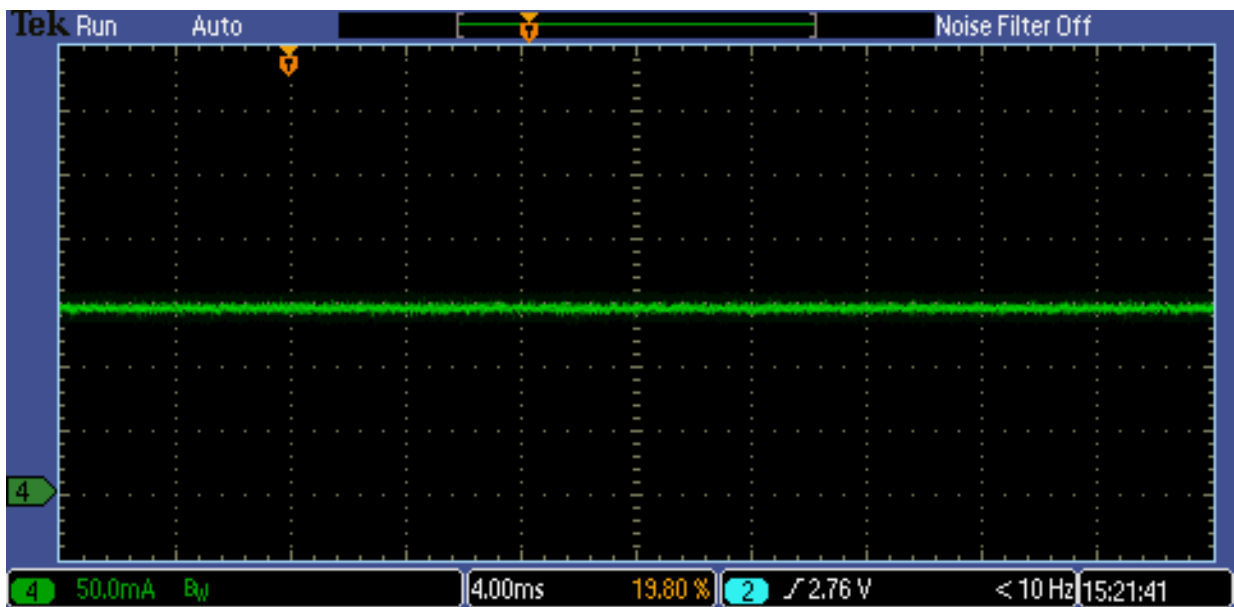 Tek Run Auto Noise Filter Off
T
T
4
4 50.0mA BW 4.00ms 19.80 % 2 2.76 V < 10 Hz 15:21:41